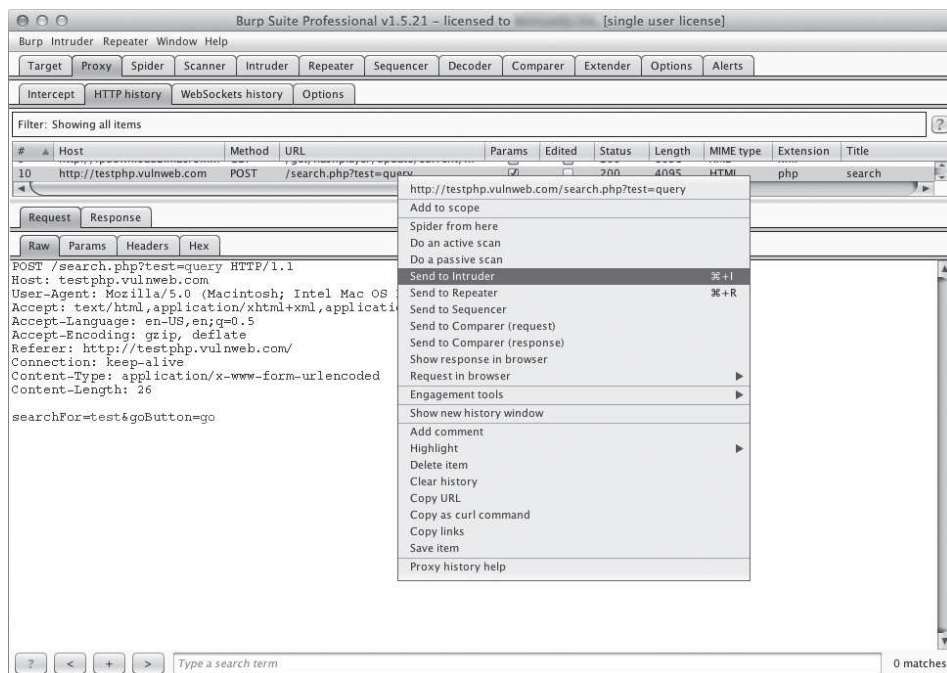 Burp Suite Professional v1.5.21 – licensed to [single user license]
Burp Intruder Repeater Window Help
Target Proxy Spider Scanner Intruder Repeater Sequencer Decoder Comparer Extender Options Alerts
Intercept HTTP history WebSockets history Options
Filter: Showing all items ?
# Host Method URL Params Edited Status Length MIME type Extension Title
10 http://testphp.vulnweb.com POST /search.php?test=query 200 4095 HTML php search
http://testphp.vulnweb.com/search.php?test=query
Add to scope
Spider from here
Do an active scan
Do a passive scan
Send to Intruder ⌘+I
Send to Repeater ⌘+R
Send to Sequencer
Send to Comparer (request)
Send to Comparer (response)
Show response in browser
Request in browser
Engagement tools
Show new history window
Add comment
Highlight
Delete item
Clear history
Copy URL
Copy as curl command
Copy links
Save item
Proxy history help
Request Response
Raw Params Headers Hex
POST /search.php?test=query HTTP/1.1
Host: testphp.vulnweb.com
User-Agent: Mozilla/5.0 (Macintosh; Intel Mac OS
Accept: text/html,application/xhtml+xml,applicati
Accept-Language: en-US,en;q=0.5
Accept-Encoding: gzip, deflate
Referer: http://testphp.vulnweb.com/
Connection: keep-alive
Content-Type: application/x-www-form-urlencoded
Content-Length: 26
searchFor=test&goButton=go
? < + > Type a search term 0 matches